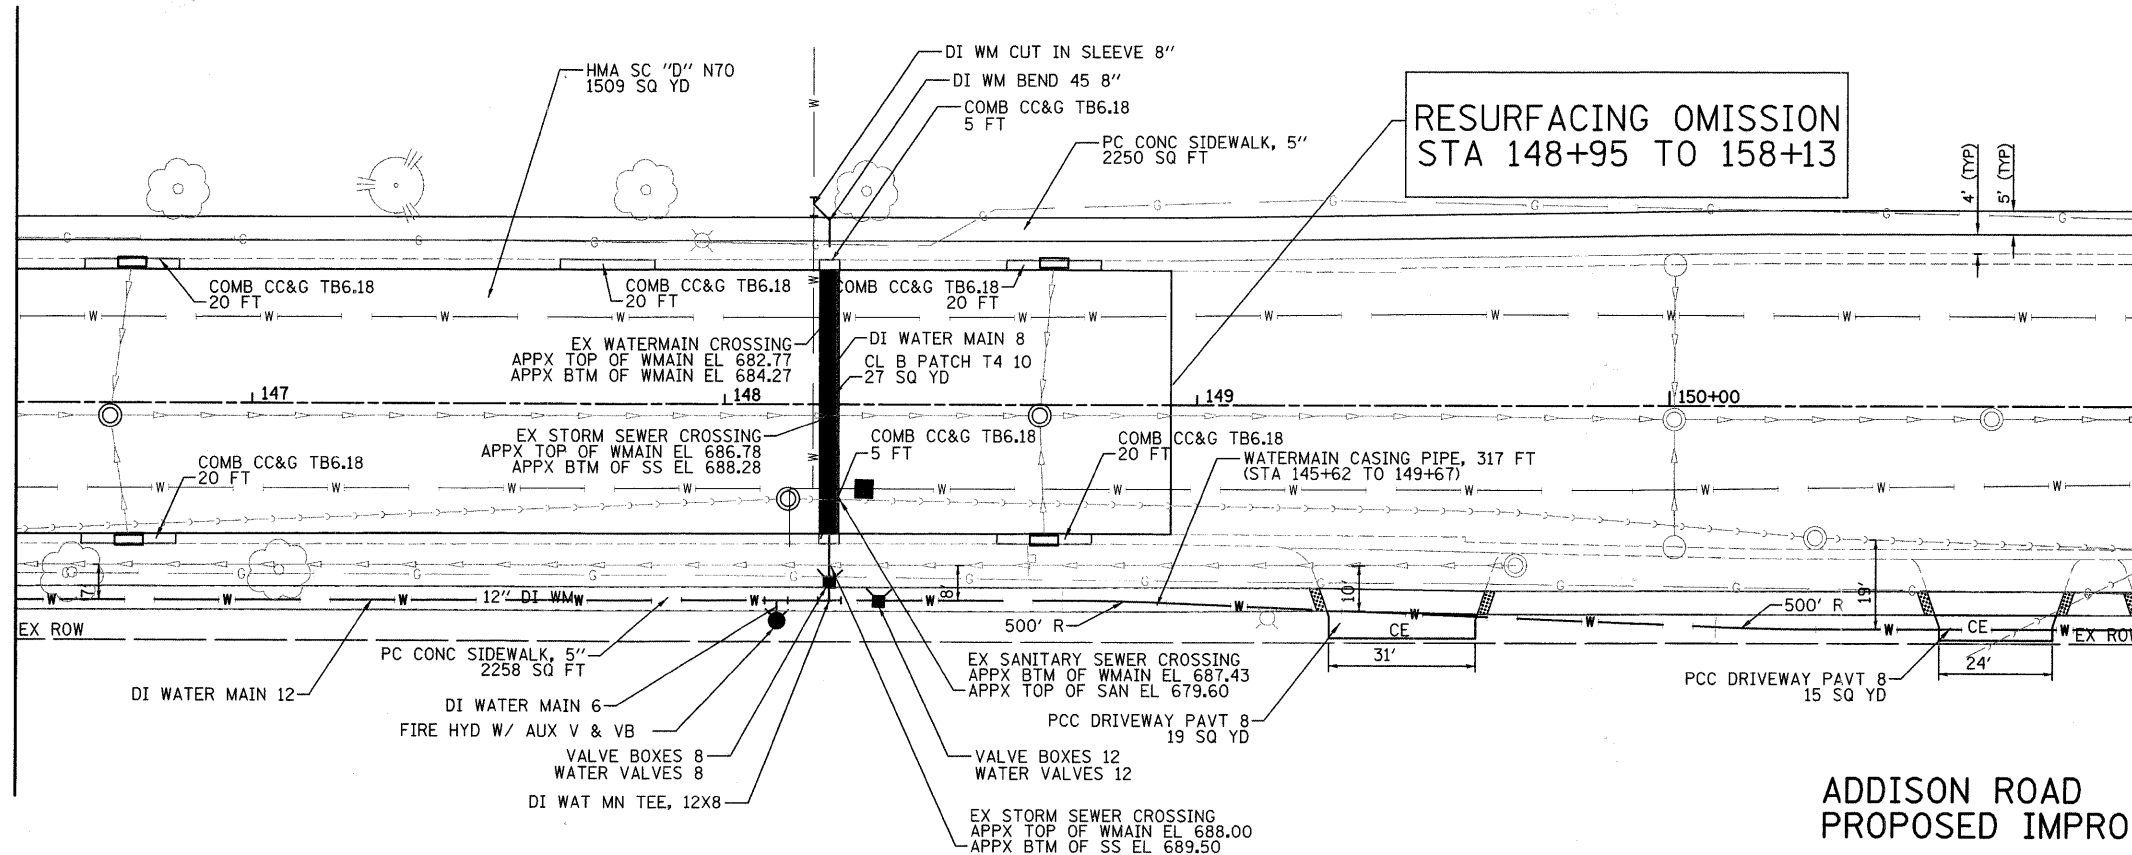 DI WM CUT IN SLEEVE 8"
DI WM BEND 45 8"
COMB CC&G TB6.18
5 FT
HMA SC "D" N70
1509 SQ YD
PC CONC SIDEWALK, 5"
2250 SQ FT
RESURFACING OMISSION
STA 148+95 TO 158+13
4' (TYP)
5' (TYP)
COMB CC&G TB6.18
20 FT
COMB CC&G TB6.18
20 FT
COMB CC&G TB6.18
20 FT
EX WATERMAIN CROSSING
APPX TOP OF WMAIN EL 682.77
APPX BTM OF WMAIN EL 684.27
DI WATER MAIN 8
CL B PATCH T4 10
27 SQ YD
147
148
149
150+00
EX STORM SEWER CROSSING
APPX TOP OF WMAIN EL 686.78
APPX BTM OF SS EL 688.28
COMB CC&G TB6.18
5 FT
COMB CC&G TB6.18
20 FT
COMB CC&G TB6.18
20 FT
WATERMAIN CASING PIPE, 317 FT
(STA 145+62 TO 149+67)
7'
12" DI WM
8'
10'
19'
500' R
500' R
EX ROW
CE
CE
EX ROW
31'
24'
PC CONC SIDEWALK, 5"
2258 SQ FT
DI WATER MAIN 12
DI WATER MAIN 6
FIRE HYD W/ AUX V & VB
VALVE BOXES 8
WATER VALVES 8
DI WAT MN TEE, 12X8
EX SANITARY SEWER CROSSING
APPX BTM OF WMAIN EL 687.43
APPX TOP OF SAN EL 679.60
PCC DRIVEWAY PAVT 8
19 SQ YD
PCC DRIVEWAY PAVT 8
15 SQ YD
VALVE BOXES 12
WATER VALVES 12
EX STORM SEWER CROSSING
APPX TOP OF WMAIN EL 688.00
APPX BTM OF SS EL 689.50
ADDISON ROAD
PROPOSED IMPRO